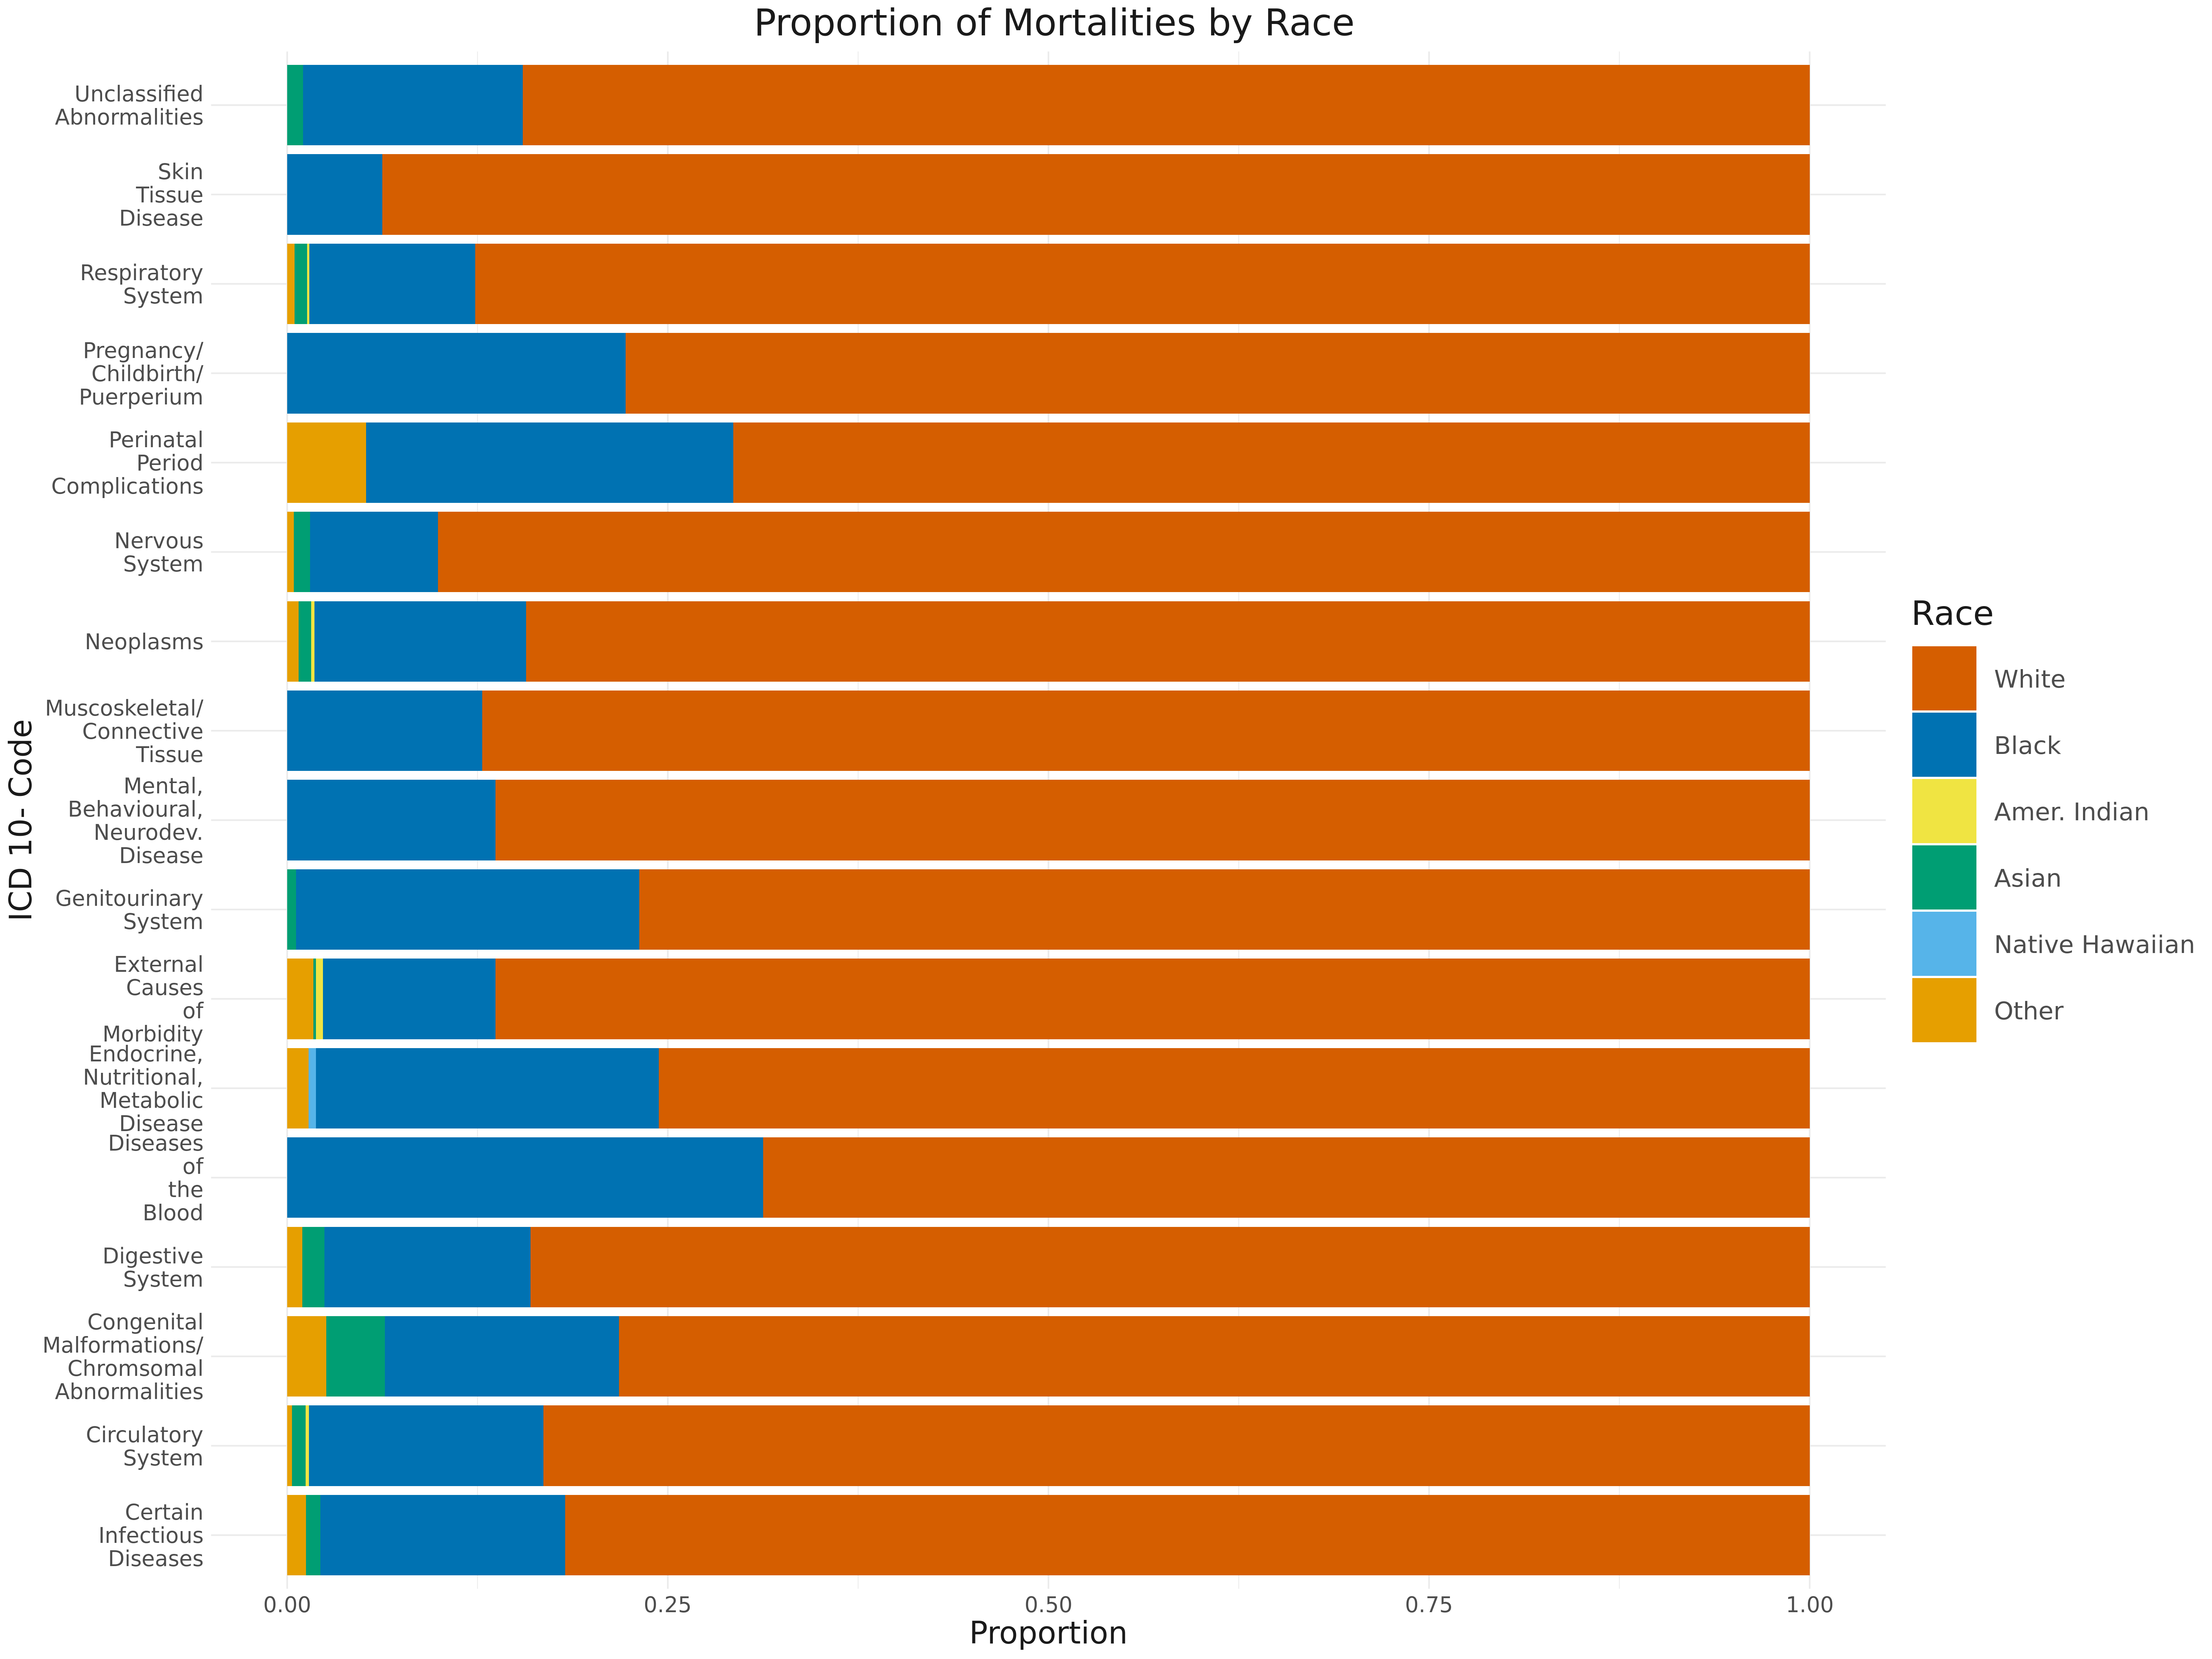 Proportion of Mortalities by Race
Unclassified
Abnormalities
Skin
Tissue
Disease
Respiratory
System
Pregnancy/
Childbirth/
Puerperium
Perinatal
Period
Complications
Nervous
System
Neoplasms
Muscoskeletal/
Connective
Tissue
Mental,
Behavioural,
Neurodev.
Disease
Genitourinary
System
External
Causes
of
Morbidity
Endocrine,
Nutritional,
Metabolic
Disease
Diseases
of
the
Blood
Digestive
System
Congenital
Malformations/
Chromsomal
Abnormalities
Circulatory
System
Certain
Infectious
Diseases
ICD 10- Code
0.00 0.25 0.50 0.75 1.00
Proportion
Race
White
Black
Amer. Indian
Asian
Native Hawaiian
Other